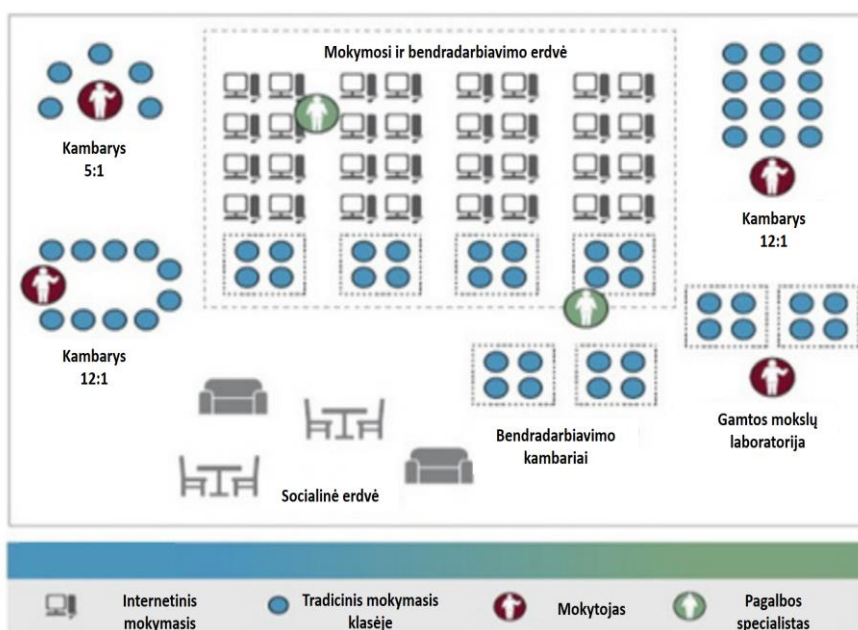 Mokymosi ir bendradarbiavimo erdvė
Kambarys
5:1
Kambarys
12:1
Kambarys
12:1
Gamtos mokslų
laboratorija
Bendradarbiavimo
kambariai
Socialinė erdvė
Internetinis
mokymasis
Tradicinis mokymasis
klasėje
Mokytojas
Pagalbos
specialistas